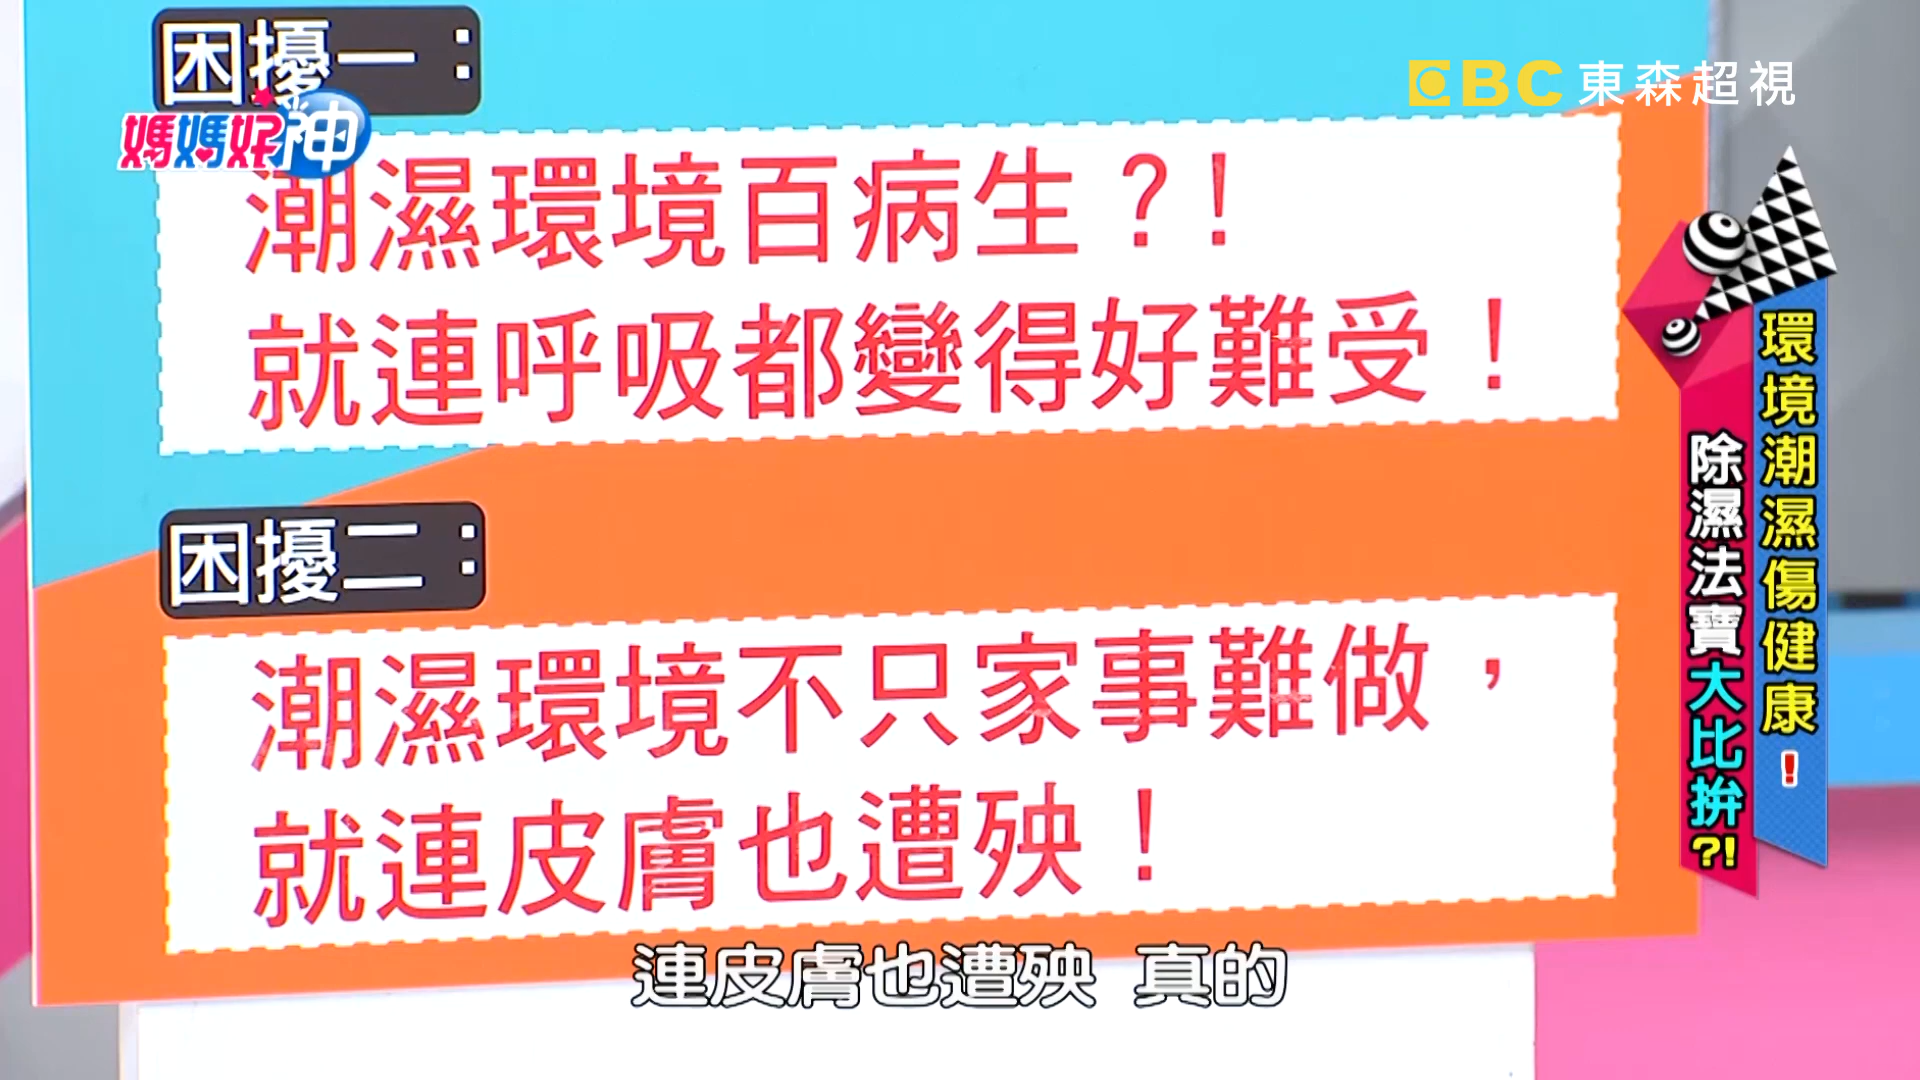 困擾一：
EBC 東森超視
媽媽好神
潮濕環境百病生？！
就連呼吸都變得好難受！
困擾二：
潮濕環境不只家事難做，
就連皮膚也遭殃！
環境潮濕傷健康！
除濕法寶大比拚?!
連皮膚也遭殃 真的